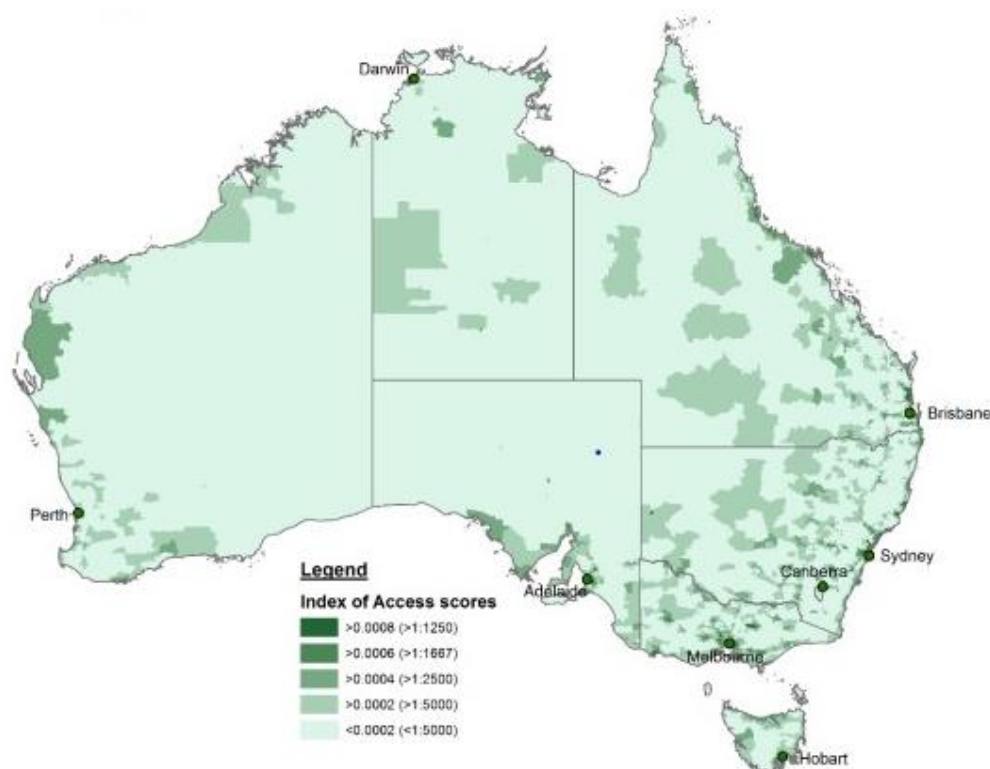 Darwin
Brisbane
Perth
Sydney
Canberra
Adelaide
Melbourne
Hobart
Legend
Index of Access scores
>0.0008 (>1:1250)
>0.0006 (>1:1667)
>0.0004 (>1:2500)
>0.0002 (>1:5000)
<0.0002 (<1:5000)